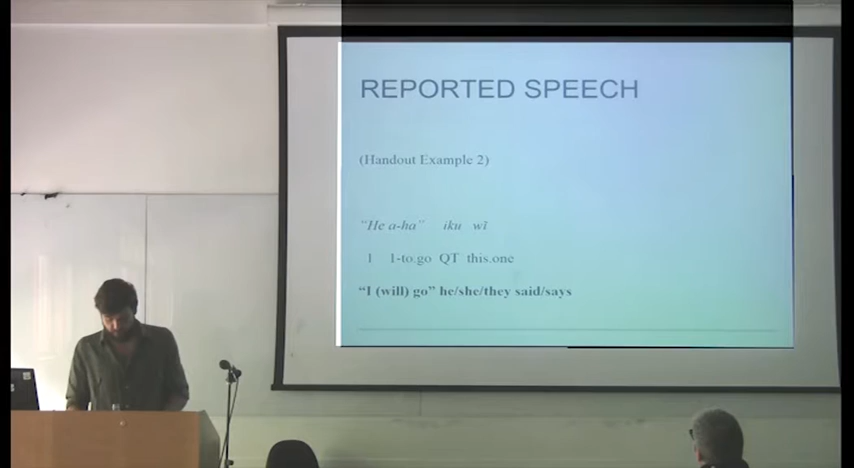 REPORTED SPEECH
(Handout Example 2)
“He a-ha” iku wĩ
1 1-to.go QT this.one
“I (will) go” he/she/they said/says